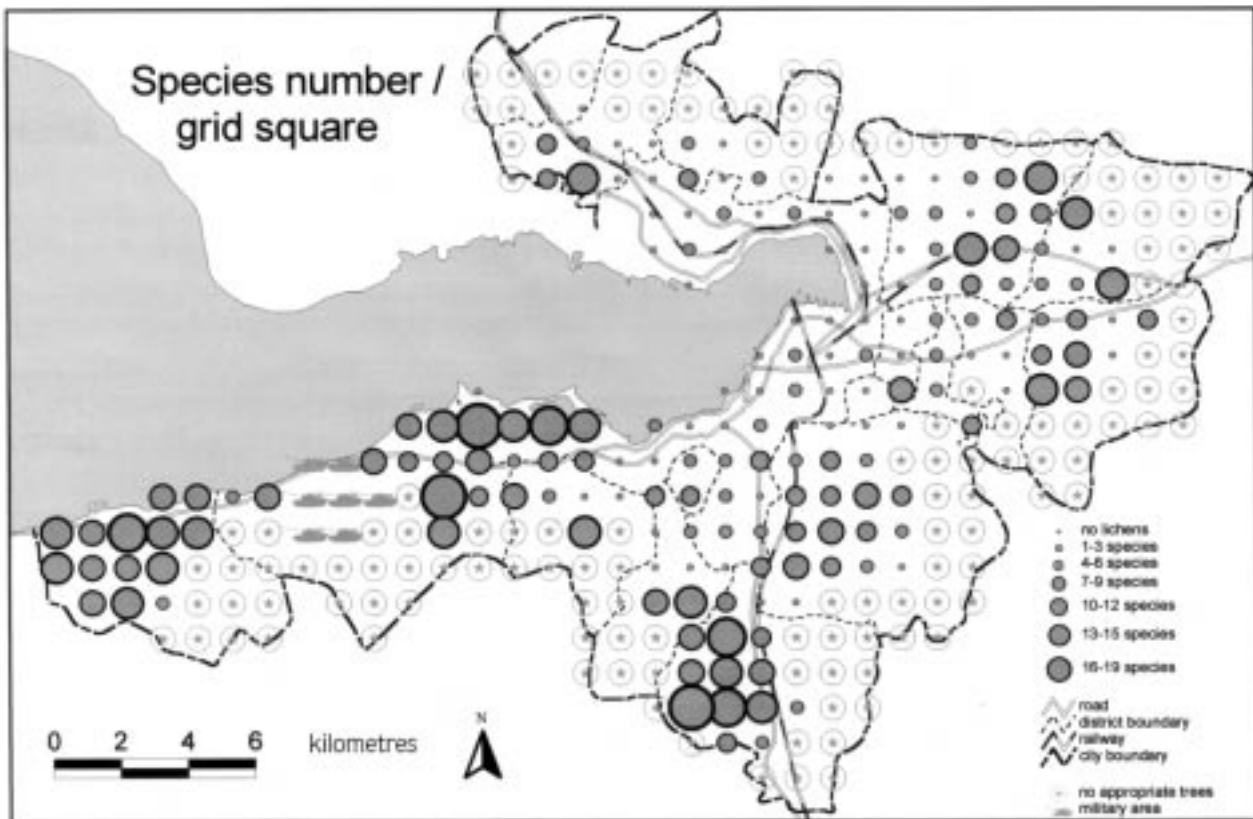 Species number /
grid square
no lichens
1-3 species
4-6 species
7-9 species
10-12 species
13-15 species
16-19 species
road
district boundary
railway
city boundary
no appropriate trees
military area
0 2 4 6 kilometres
N